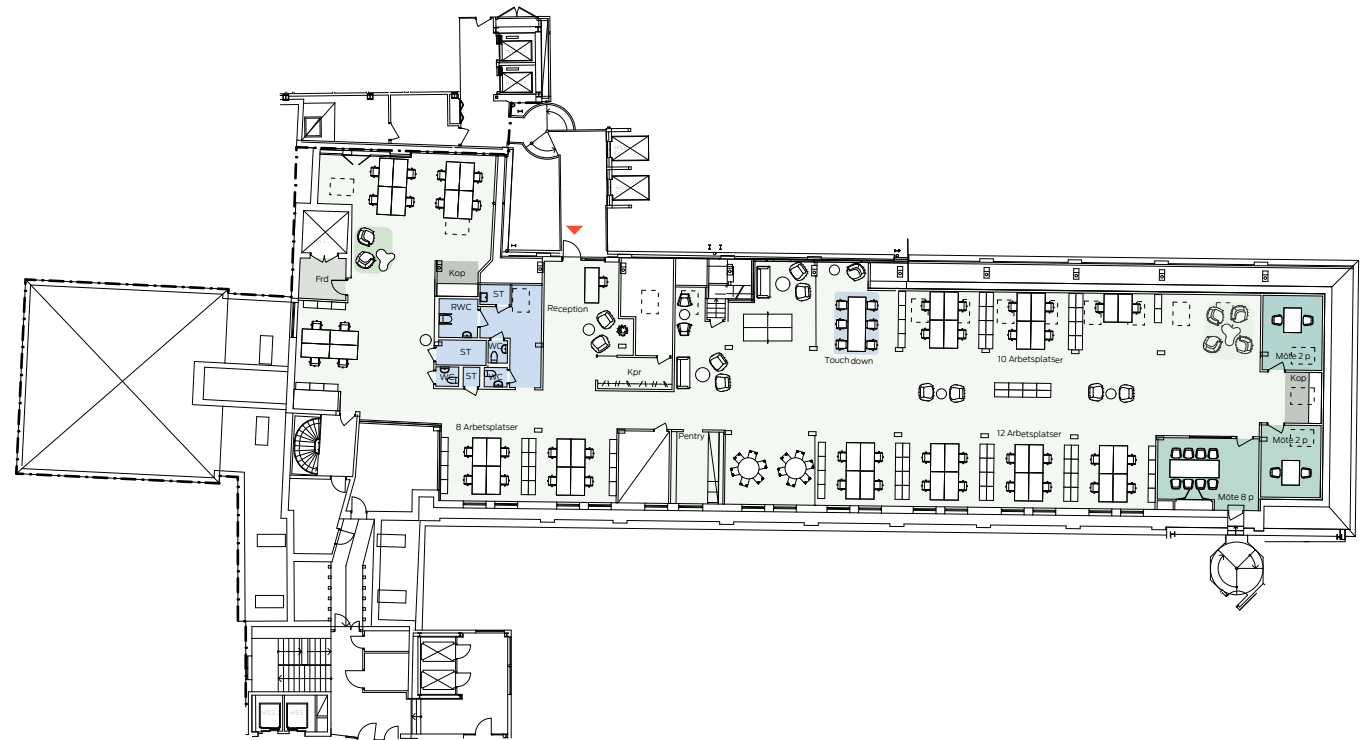 Frd
Kop
ST
RWC
Reception
WC
ST
WC
ST
WC
Kpr
Touch down
10 Arbetsplatser
Möte 2 p
Kop
8 Arbetsplatser
Pentry
12 Arbetsplatser
Möte 2 p
Möte 8 p